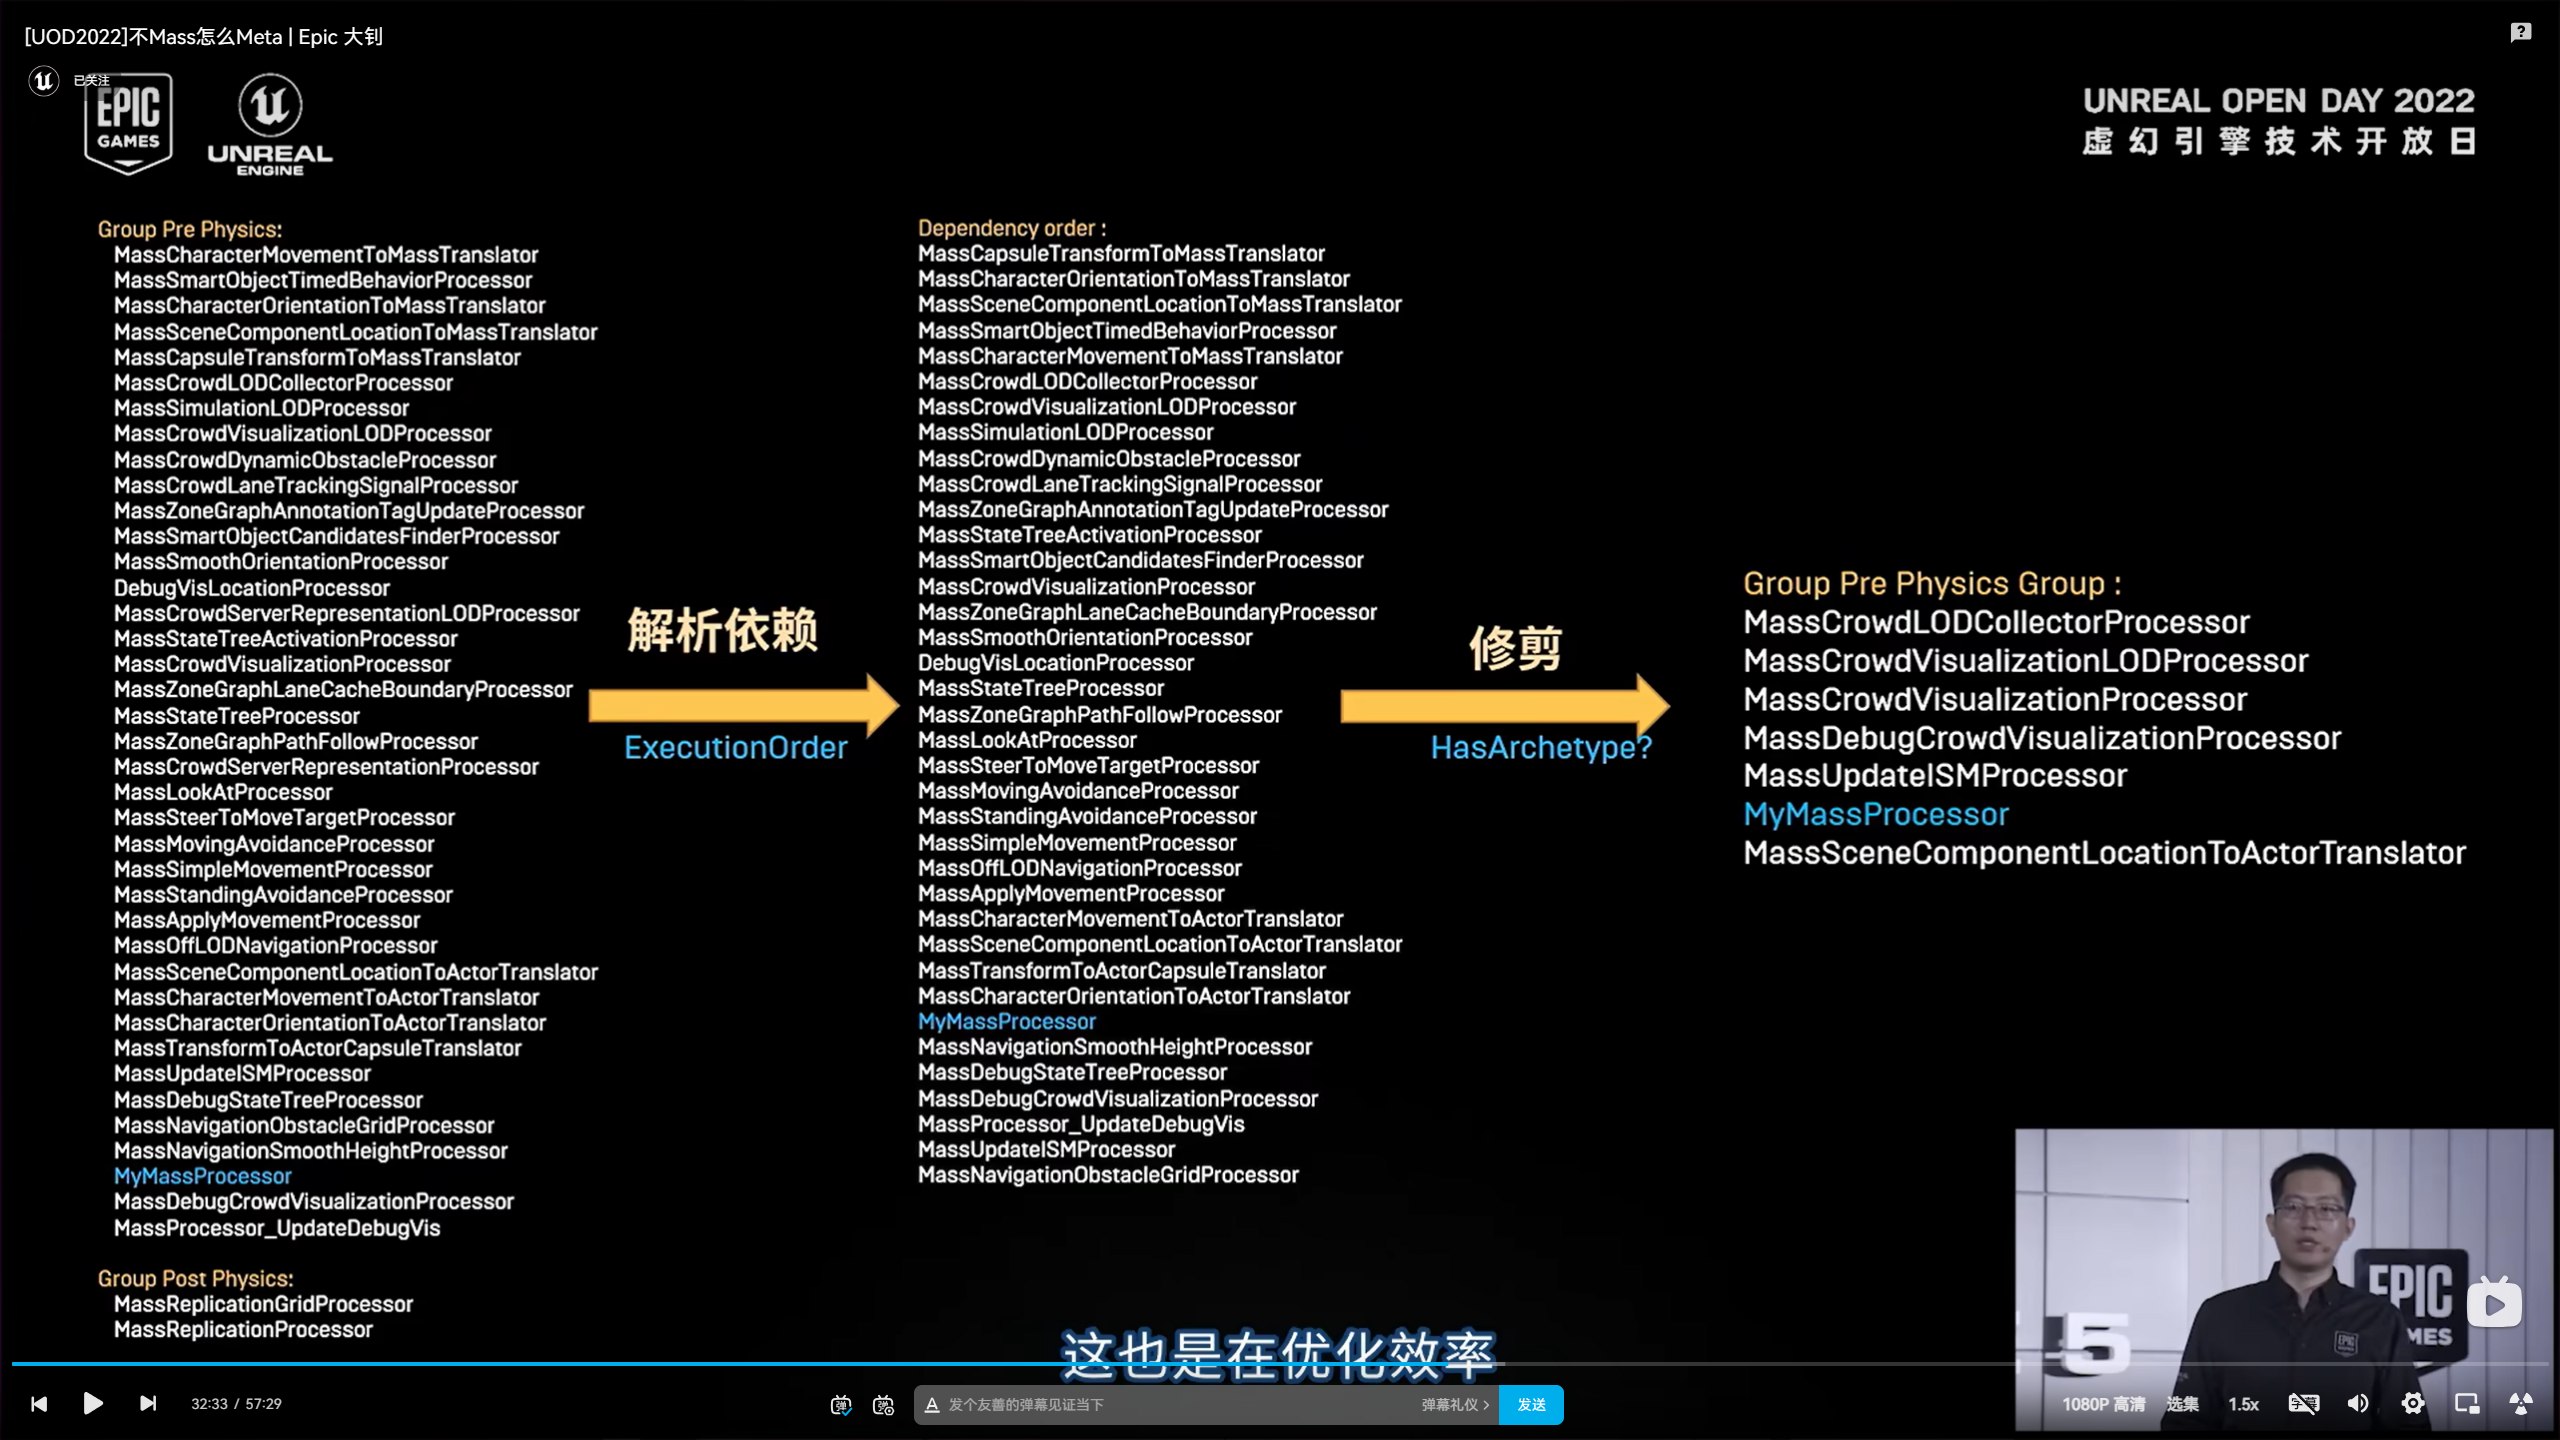 [UOD2022]不Mass怎么Meta | Epic 大钊
已关注
EPIC
GAMES
UNREAL
ENGINE
UNREAL OPEN DAY 2022
虚幻引擎技术开放日
Group Pre Physics:
MassCharacterMovementToMassTranslator
MassSmartObjectTimedBehaviorProcessor
MassCharacterOrientationToMassTranslator
MassSceneComponentLocationToMassTranslator
MassCapsuleTransformToMassTranslator
MassCrowdLODCollectorProcessor
MassSimulationLODProcessor
MassCrowdVisualizationLODProcessor
MassCrowdDynamicObstacleProcessor
MassCrowdLaneTrackingSignalProcessor
MassZoneGraphAnnotationTagUpdateProcessor
MassSmartObjectCandidatesFinderProcessor
MassSmoothOrientationProcessor
DebugVisLocationProcessor
MassCrowdServerRepresentationLODProcessor
MassStateTreeActivationProcessor
MassCrowdVisualizationProcessor
MassZoneGraphLaneCacheBoundaryProcessor
MassStateTreeProcessor
MassZoneGraphPathFollowProcessor
MassCrowdServerRepresentationProcessor
MassLookAtProcessor
MassSteerToMoveTargetProcessor
MassMovingAvoidanceProcessor
MassSimpleMovementProcessor
MassStandingAvoidanceProcessor
MassApplyMovementProcessor
MassOffLODNavigationProcessor
MassSceneComponentLocationToActorTranslator
MassCharacterMovementToActorTranslator
MassCharacterOrientationToActorTranslator
MassTransformToActorCapsuleTranslator
MassUpdateISMProcessor
MassDebugStateTreeProcessor
MassNavigationObstacleGridProcessor
MassNavigationSmoothHeightProcessor
MyMassProcessor
MassDebugCrowdVisualizationProcessor
MassProcessor_UpdateDebugVis
Group Post Physics:
MassReplicationGridProcessor
MassReplicationProcessor
解析依赖
ExecutionOrder
Dependency order :
MassCapsuleTransformToMassTranslator
MassCharacterOrientationToMassTranslator
MassSceneComponentLocationToMassTranslator
MassSmartObjectTimedBehaviorProcessor
MassCharacterMovementToMassTranslator
MassCrowdLODCollectorProcessor
MassCrowdVisualizationLODProcessor
MassSimulationLODProcessor
MassCrowdDynamicObstacleProcessor
MassCrowdLaneTrackingSignalProcessor
MassZoneGraphAnnotationTagUpdateProcessor
MassStateTreeActivationProcessor
MassSmartObjectCandidatesFinderProcessor
MassCrowdVisualizationProcessor
MassZoneGraphLaneCacheBoundaryProcessor
MassSmoothOrientationProcessor
DebugVisLocationProcessor
MassStateTreeProcessor
MassZoneGraphPathFollowProcessor
MassLookAtProcessor
MassSteerToMoveTargetProcessor
MassMovingAvoidanceProcessor
MassStandingAvoidanceProcessor
MassSimpleMovementProcessor
MassOffLODNavigationProcessor
MassApplyMovementProcessor
MassCharacterMovementToActorTranslator
MassSceneComponentLocationToActorTranslator
MassTransformToActorCapsuleTranslator
MassCharacterOrientationToActorTranslator
MyMassProcessor
MassNavigationSmoothHeightProcessor
MassDebugStateTreeProcessor
MassDebugCrowdVisualizationProcessor
MassProcessor_UpdateDebugVis
MassUpdateISMProcessor
MassNavigationObstacleGridProcessor
修剪
HasArchetype?
Group Pre Physics Group :
MassCrowdLODCollectorProcessor
MassCrowdVisualizationLODProcessor
MassCrowdVisualizationProcessor
MassDebugCrowdVisualizationProcessor
MassUpdateISMProcessor
MyMassProcessor
MassSceneComponentLocationToActorTranslator
EPIC
5
这也是在优化效率
32:33 / 57:29
发个友善的弹幕见证当下
弹幕礼仪 >
发送
1080P 高清
选集
1.5x